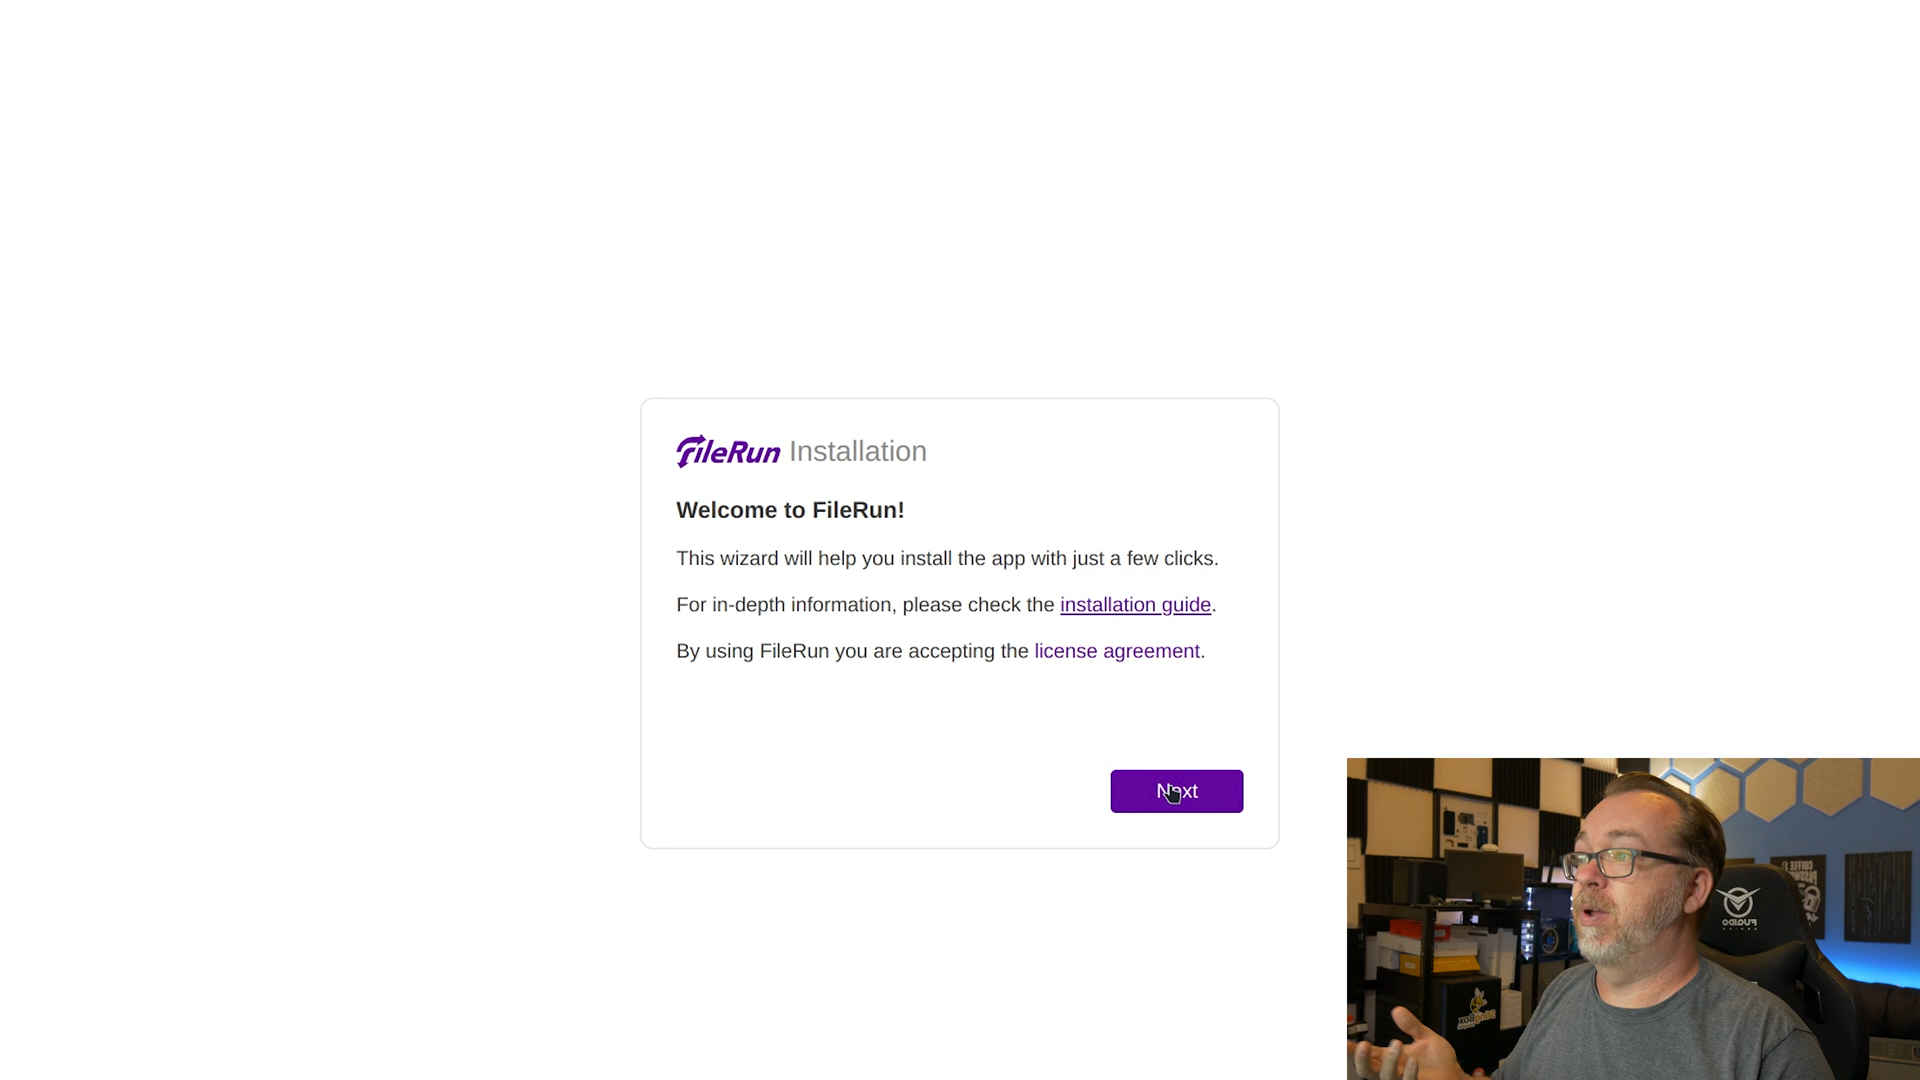 FileRun Installation
Welcome to FileRun!
This wizard will help you install the app with just a few clicks.
For in-depth information, please check the installation guide.
By using FileRun you are accepting the license agreement.
Next
COFFEE